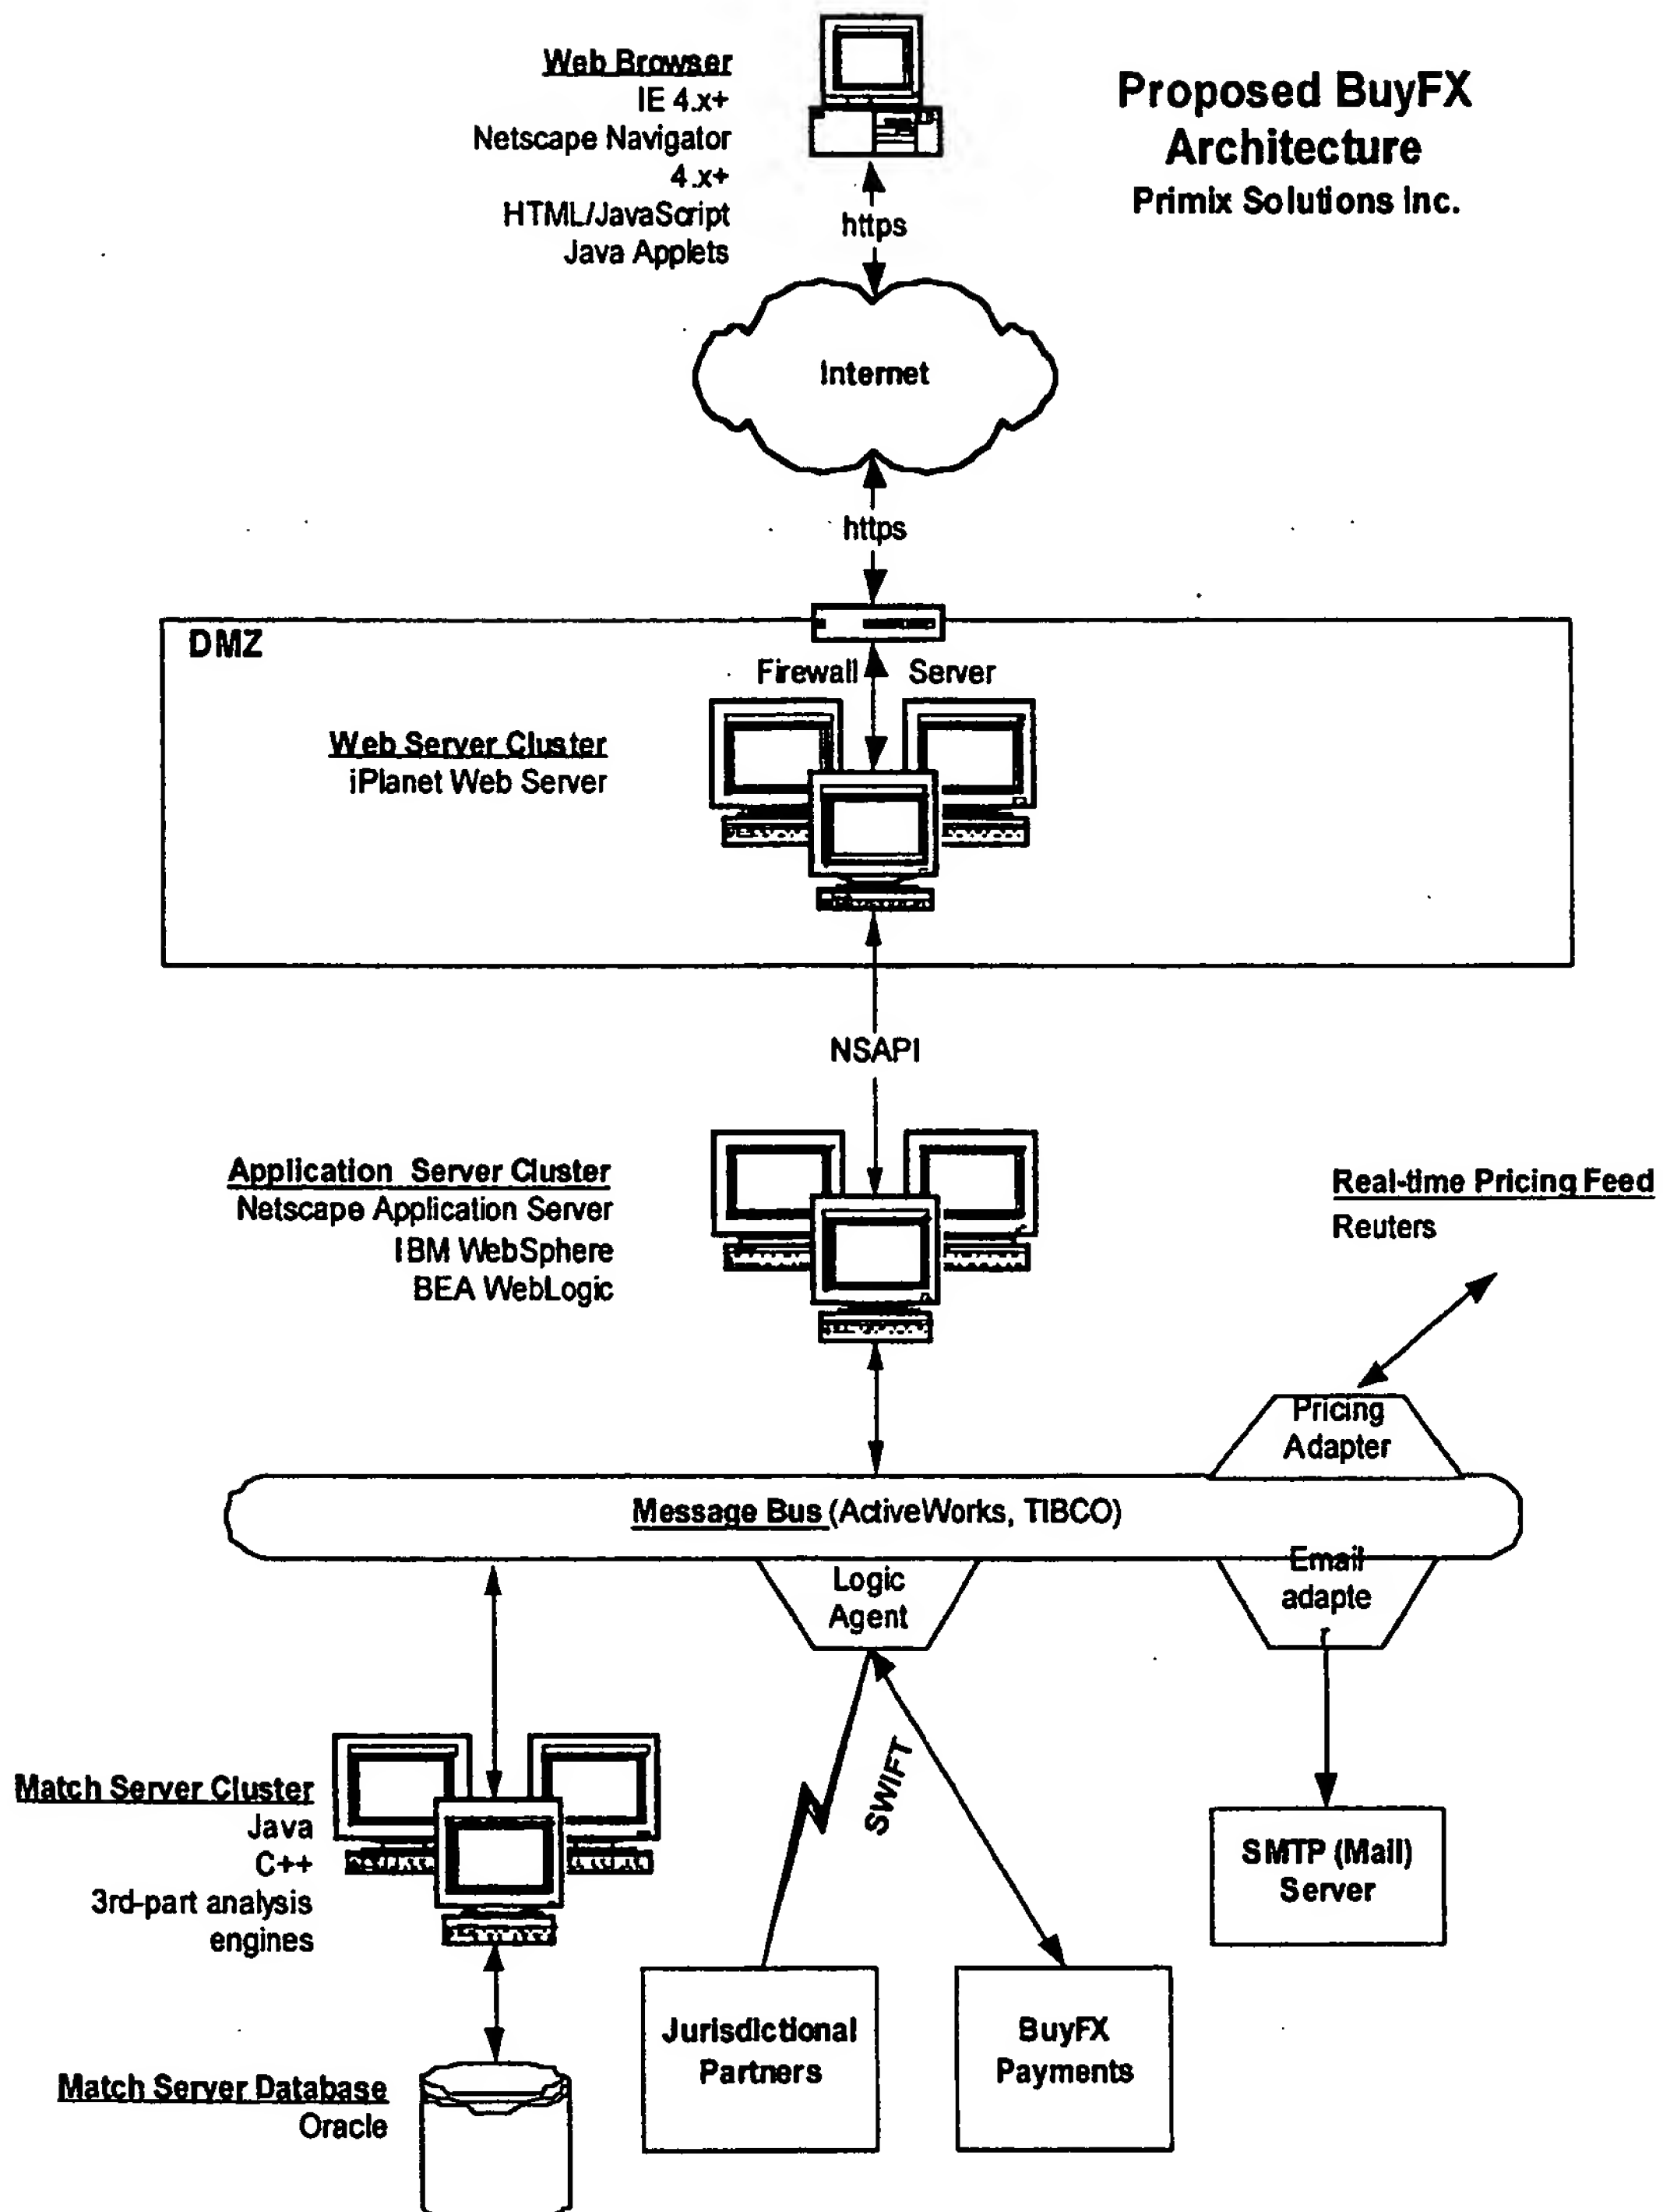 Web Browser
IE 4.x+
Netscape Navigator
4.x+
HTML/JavaScript
Java Applets
Proposed BuyFX
Architecture
Primix Solutions Inc.
https
Internet
https
DMZ
Firewall Server
Web Server Cluster
iPlanet Web Server
NSAPI
Application Server Cluster
Netscape Application Server
IBM WebSphere
BEA WebLogic
Real-time Pricing Feed
Reuters
Pricing
Adapter
Message Bus (ActiveWorks, TIBCO)
Logic
Agent
Email
adapte
r
SWIFT
Match Server Cluster
Java
C++
3rd-part analysis
engines
SMTP (Mail)
Server
Jurisdictional
Partners
BuyFX
Payments
Match Server Database
Oracle